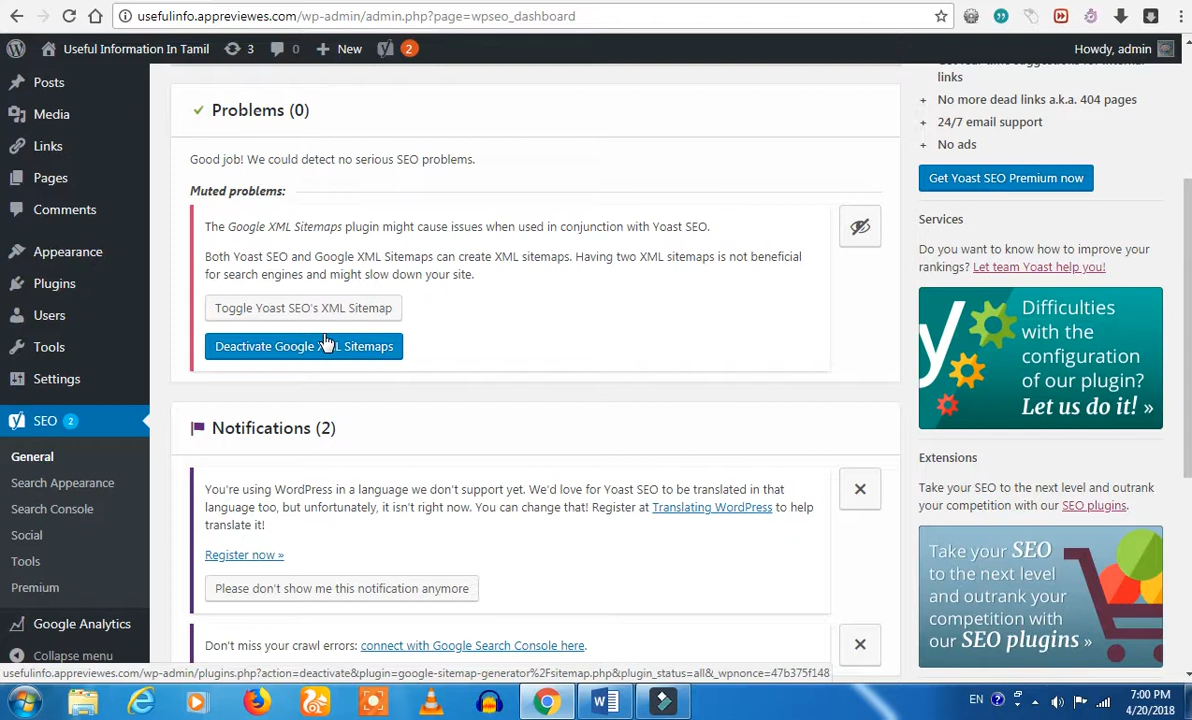 usefulinfo.appreviewes.com/wp-admin/admin.php?page=wpseo_dashboard
Useful Information In Tamil 3 0 New 2 Howdy, admin
Posts
Media
Links
Pages
Comments
Appearance
Plugins
Users
Tools
Settings
SEO 2
General
Search Appearance
Search Console
Social
Tools
Premium
Google Analytics
Collapse menu
Problems (0)
Good job! We could detect no serious SEO problems.
Muted problems:
The Google XML Sitemaps plugin might cause issues when used in conjunction with Yoast SEO.
Both Yoast SEO and Google XML Sitemaps can create XML sitemaps. Having two XML sitemaps is not beneficial
for search engines and might slow down your site.
Toggle Yoast SEO's XML Sitemap
Deactivate Google XML Sitemaps
Notifications (2)
You're using WordPress in a language we don't support yet. We'd love for Yoast SEO to be translated in that
language too, but unfortunately, it isn't right now. You can change that! Register at Translating WordPress to help
translate it!
Register now »
Please don't show me this notification anymore
Don't miss your crawl errors: connect with Google Search Console here.
links
+ No more dead links a.k.a. 404 pages
+ 24/7 email support
+ No ads
Get Yoast SEO Premium now
Services
Do you want to know how to improve your
rankings? Let team Yoast help you!
Difficulties
with the
configuration
of our plugin?
Let us do it! »
Extensions
Take your SEO to the next level and outrank
your competition with our SEO plugins.
Take your SEO
to the next level
and outrank your
competition with
our SEO plugins »
usefulinfo.appreviewes.com/wp-admin/plugins.php?action=deactivate&plugin=google-sitemap-generator%2Fsitemap.php&plugin_status=all&_wpnonce=47b375f148
EN
7:00 PM
4/20/2018